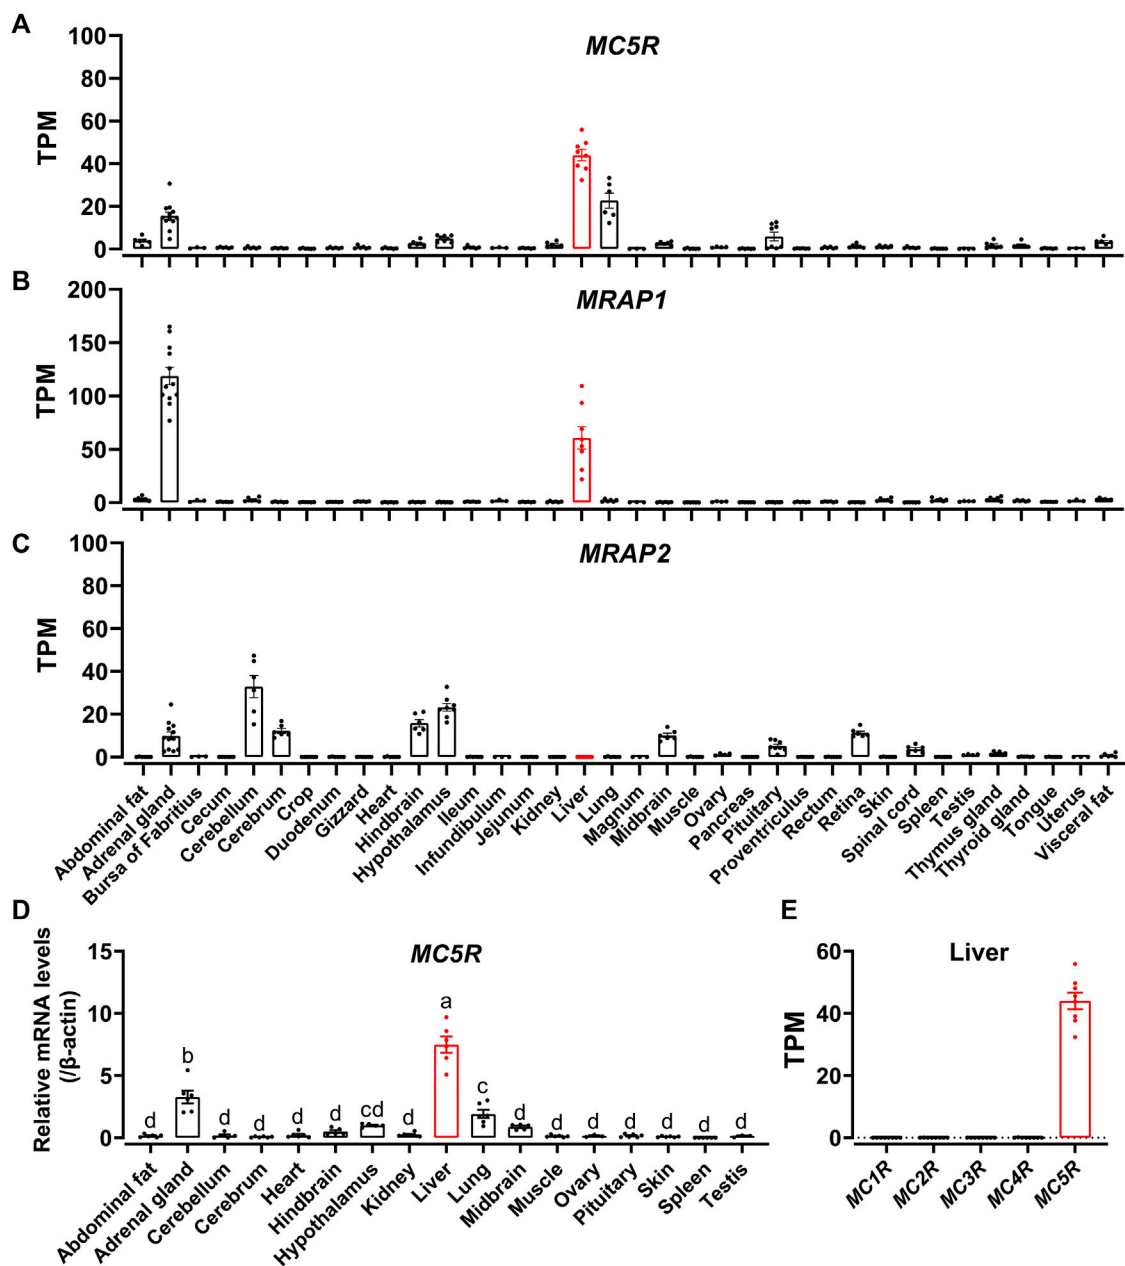 A
MC5R
TPM
100
80
60
40
20
0
B
MRAP1
TPM
200
150
100
50
0
C
MRAP2
TPM
100
80
60
40
20
0
Abdominal fat
Adrenal gland
Bursa of Fabritius
Cecum
Cerebellum
Cerebrum
Crop
Duodenum
Gizzard
Heart
Hindbrain
Hypothalamus
Ileum
Infundibulum
Jejunum
Kidney
Liver
Lung
Magnum
Midbrain
Muscle
Ovary
Pancreas
Pituitary
Proventriculus
Rectum
Retina
Skin
Spinal cord
Spleen
Testis
Thymus gland
Thyroid gland
Tongue
Uterus
Visceral fat
D
MC5R
Relative mRNA levels
(/β-actin)
15
10
5
0
d
b
d
d
d
d
cd
d
a
c
d
d
d
d
d
d
d
Abdominal fat
Adrenal gland
Cerebellum
Cerebrum
Heart
Hindbrain
Hypothalamus
Kidney
Liver
Lung
Midbrain
Muscle
Ovary
Pituitary
Skin
Spleen
Testis
E
Liver
TPM
60
40
20
0
MC1R
MC2R
MC3R
MC4R
MC5R